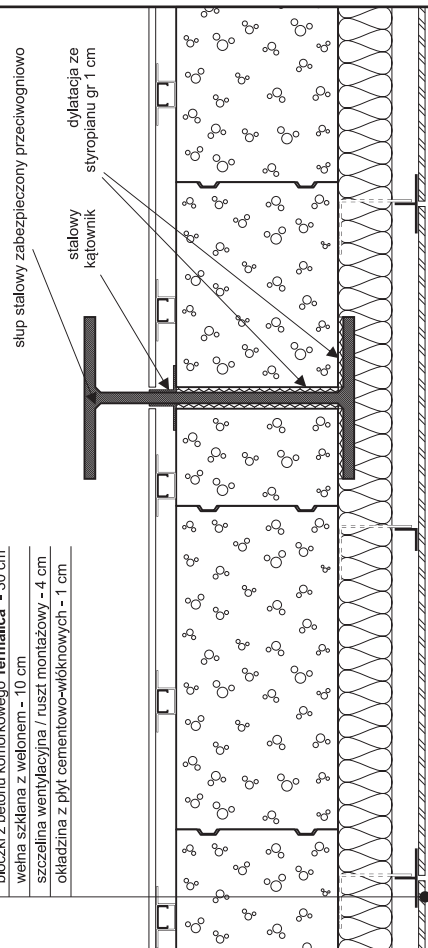 słup stalowy zabezpieczony przeciwogniowo
stalowy
kątownik
dylatacja ze
styropianu gr 1 cm
bloczki z betonu komórkowego Termalica - 30 cm
wełna szklana z welonem - 10 cm
szczelina wentylacyjna / ruszt montażowy - 4 cm
okładzina z płyt cementowo-włóknowych - 1 cm